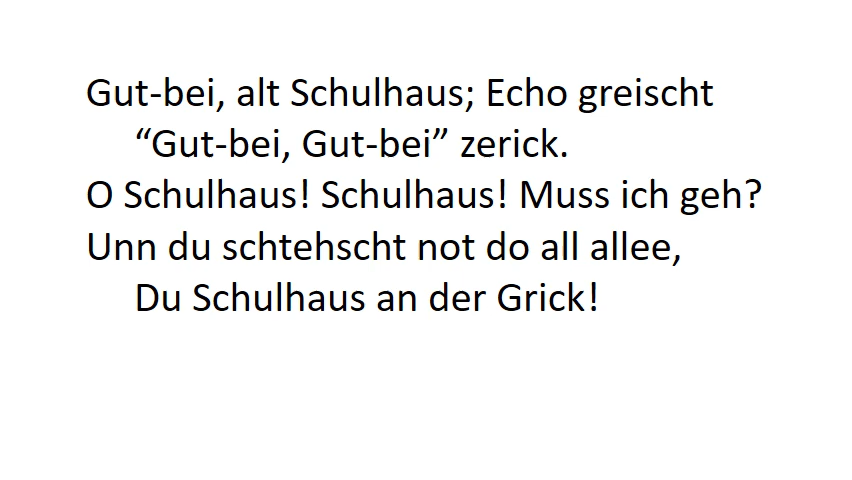 Gut-bei, alt Schulhaus; Echo greischt
“Gut-bei, Gut-bei” zerick.
O Schulhaus! Schulhaus! Muss ich geh?
Unn du schtehscht not do all allee,
Du Schulhaus an der Grick!